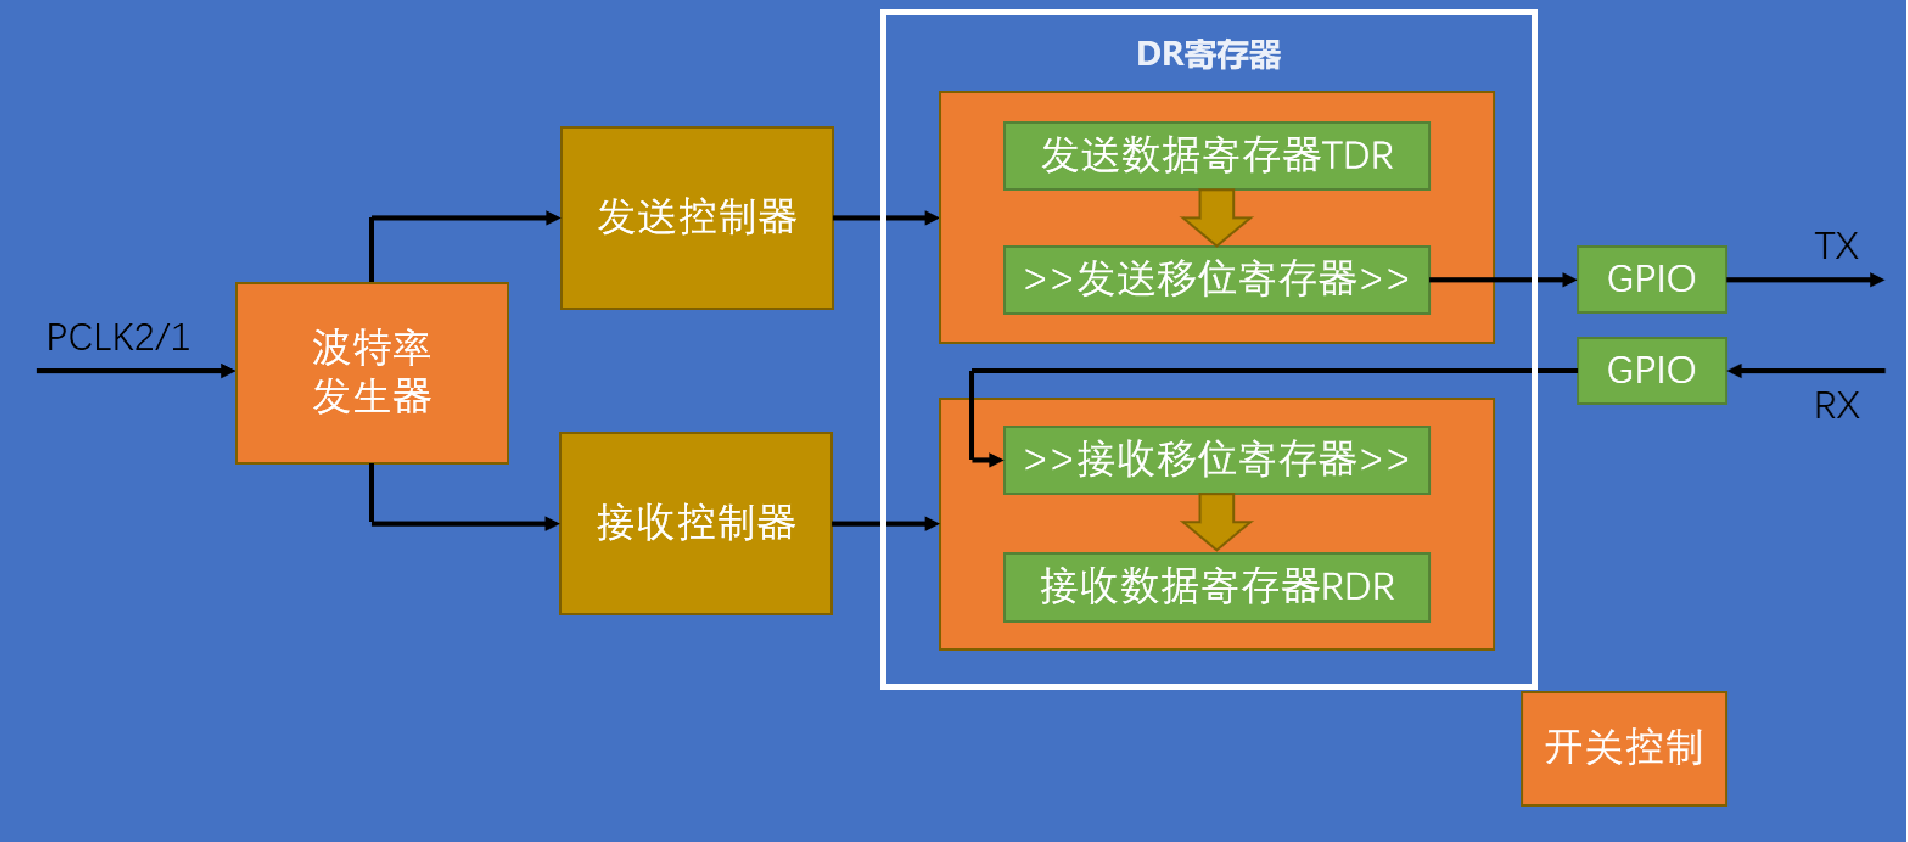 DR寄存器
发送数据寄存器TDR
发送控制器
>>发送移位寄存器>>
GPIO
TX
PCLK2/1
波特率
发生器
GPIO
RX
>>接收移位寄存器>>
接收控制器
接收数据寄存器RDR
开关控制